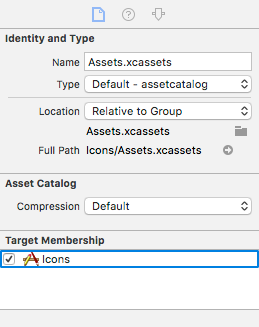 Identity and Type
Name Assets.xcassets
Type Default - assetcatalog
Location Relative to Group
Assets.xcassets
Full Path Icons/Assets.xcassets
Asset Catalog
Compression Default
Target Membership
Icons